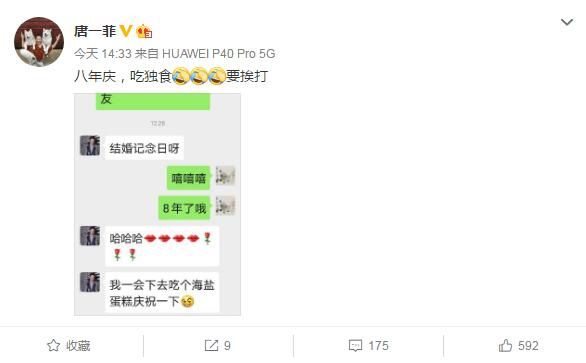 唐一菲
今天 14:33 来自 HUAWEI P40 Pro 5G
八年庆，吃独食要挨打
友
12:28
结婚记念日呀
嘻嘻嘻
8年了哦
哈哈哈
我一会下去吃个海盐
蛋糕庆祝一下
收藏
9
175
592